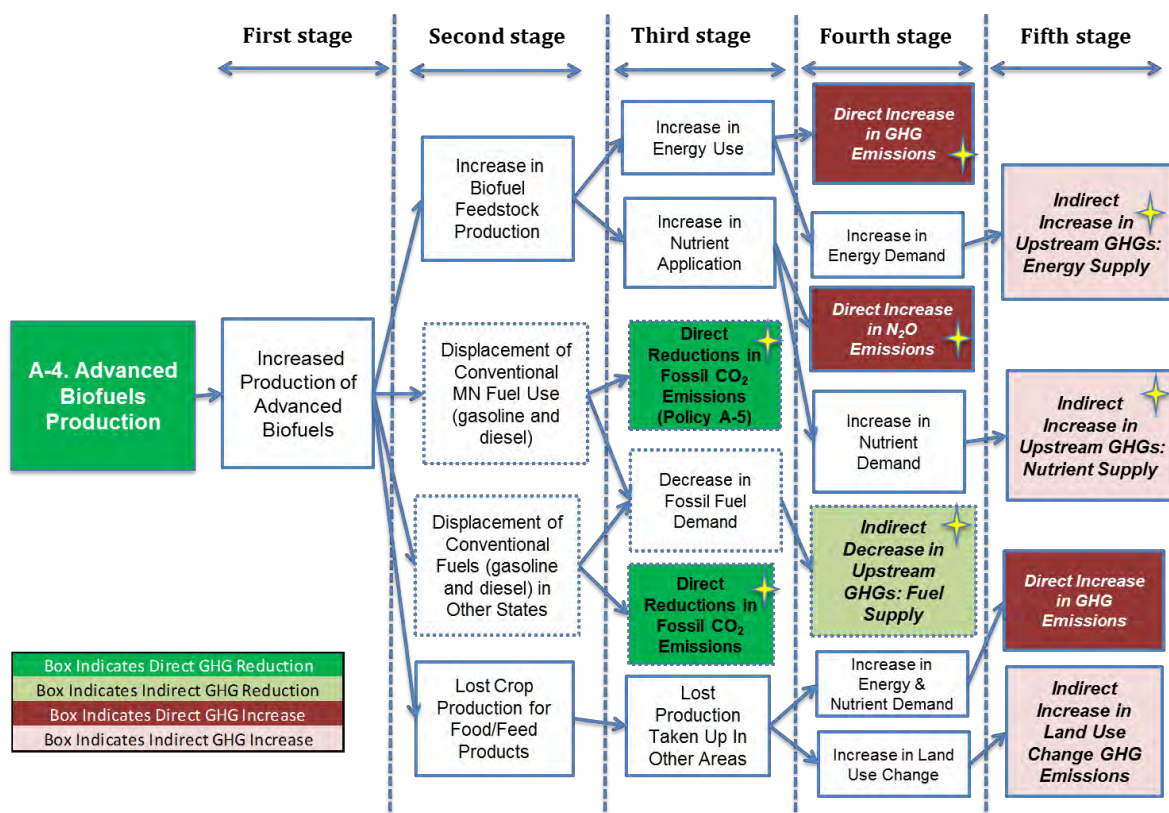 First stage
Second stage
Third stage
Fourth stage
Fifth stage
A-4. Advanced
Biofuels
Production
Increased
Production of
Advanced
Biofuels
Increase in
Biofuel
Feedstock
Production
Displacement of
Conventional
MN Fuel Use
(gasoline and
diesel)
Displacement of
Conventional
Fuels (gasoline
and diesel) in
Other States
Lost Crop
Production for
Food/Feed
Products
Increase in
Energy Use
Increase in
Nutrient
Application
Direct
Reductions in
Fossil CO₂
Emissions
(Policy A-5)
Decrease in
Fossil Fuel
Demand
Direct
Reductions in
Fossil CO₂
Emissions
Lost
Production
Taken Up In
Other Areas
Direct Increase
in GHG
Emissions
Increase in
Energy Demand
Direct Increase
in N₂O
Emissions
Increase in
Nutrient
Demand
Indirect
Decrease in
Upstream
GHGs: Fuel
Supply
Increase in
Energy &
Nutrient Demand
Increase in Land
Use Change
Indirect
Increase in
Upstream GHGs:
Energy Supply
Indirect
Increase in
Upstream GHGs:
Nutrient Supply
Direct Increase
in GHG
Emissions
Indirect
Increase in
Land Use
Change GHG
Emissions
Box Indicates Direct GHG Reduction
Box Indicates Indirect GHG Reduction
Box Indicates Direct GHG Increase
Box Indicates Indirect GHG Increase